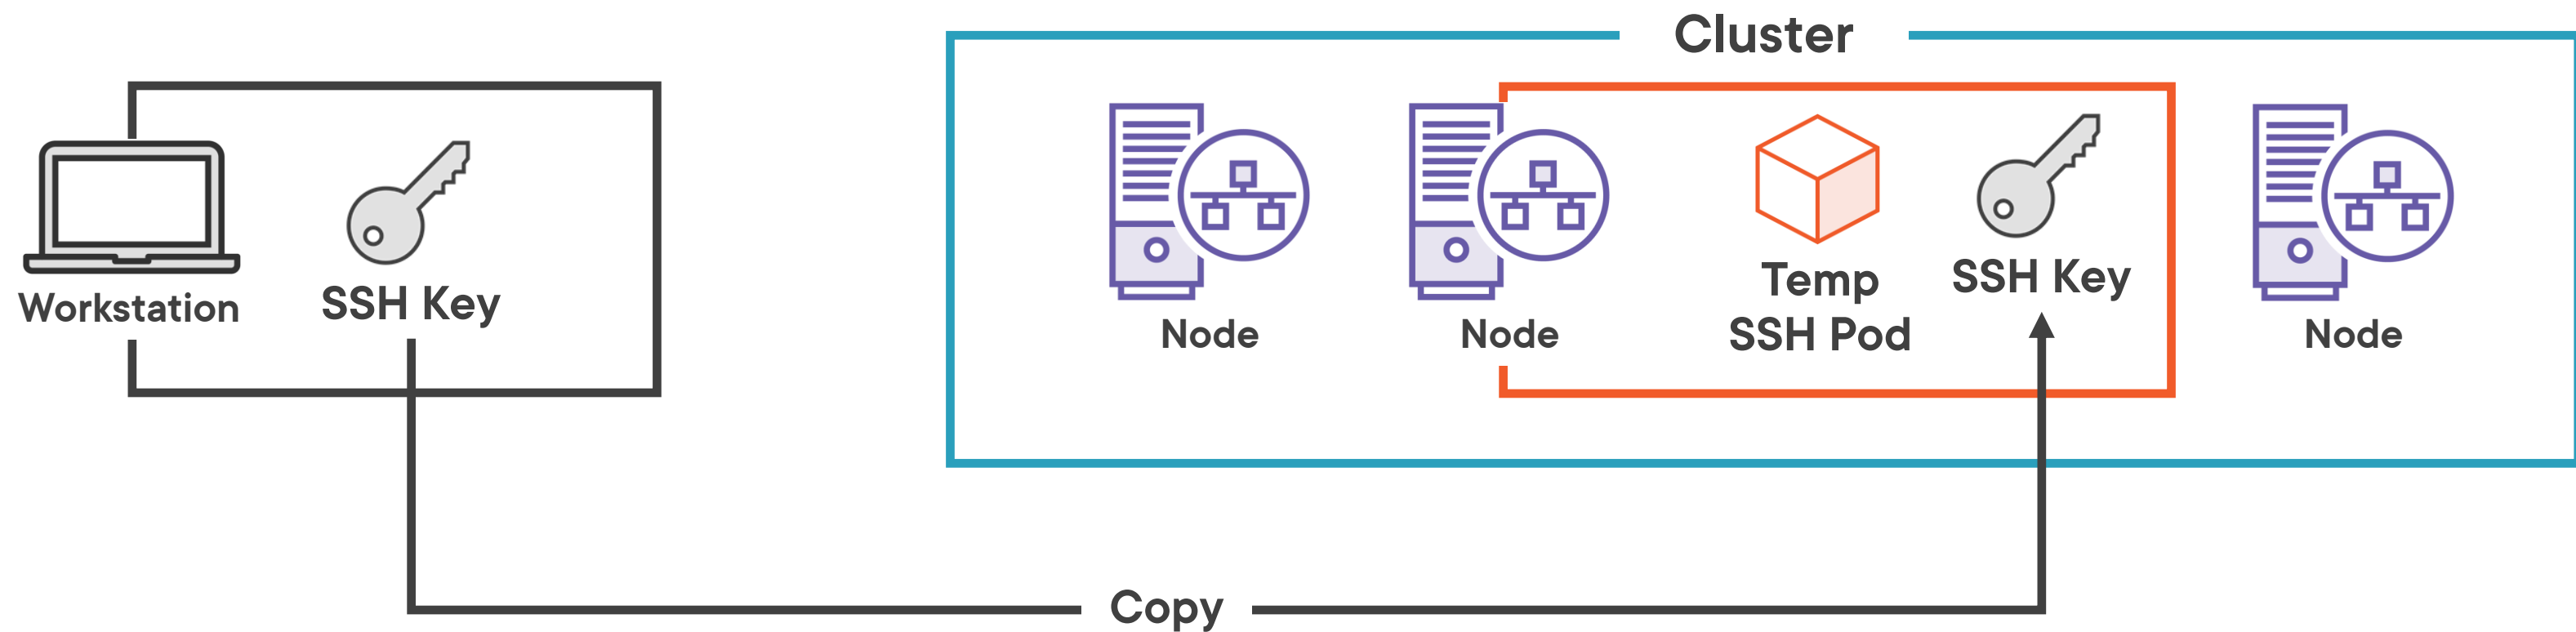 Cluster
Workstation
SSH Key
Node
Node
Temp
SSH Pod
SSH Key
Node
Copy